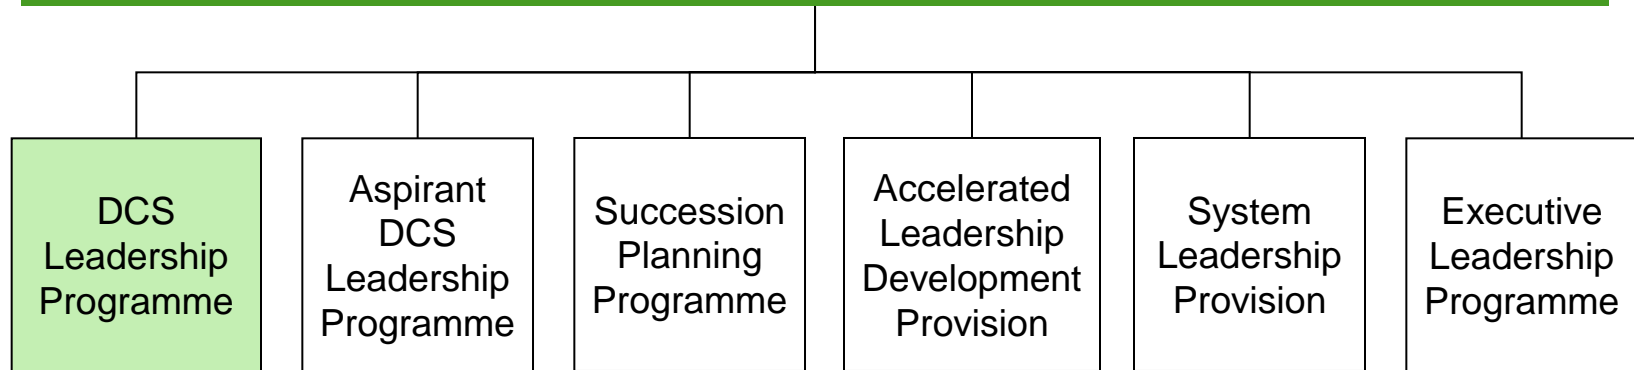 DCS
Leadership
Programme
Aspirant
DCS
Leadership
Programme
Succession
Planning
Programme
Accelerated
Leadership
Development
Provision
System
Leadership
Provision
Executive
Leadership
Programme